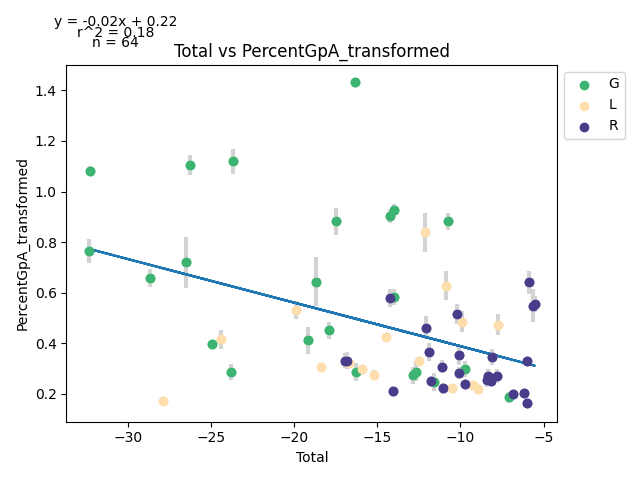 y = -0.02x + 0.22
r^2 = 0.18
n = 64
Total vs PercentGpA_transformed
G
L
R
PercentGpA_transformed
1.4
1.2
1.0
0.8
0.6
0.4
0.2
−30
−25
−20
−15
−10
−5
Total